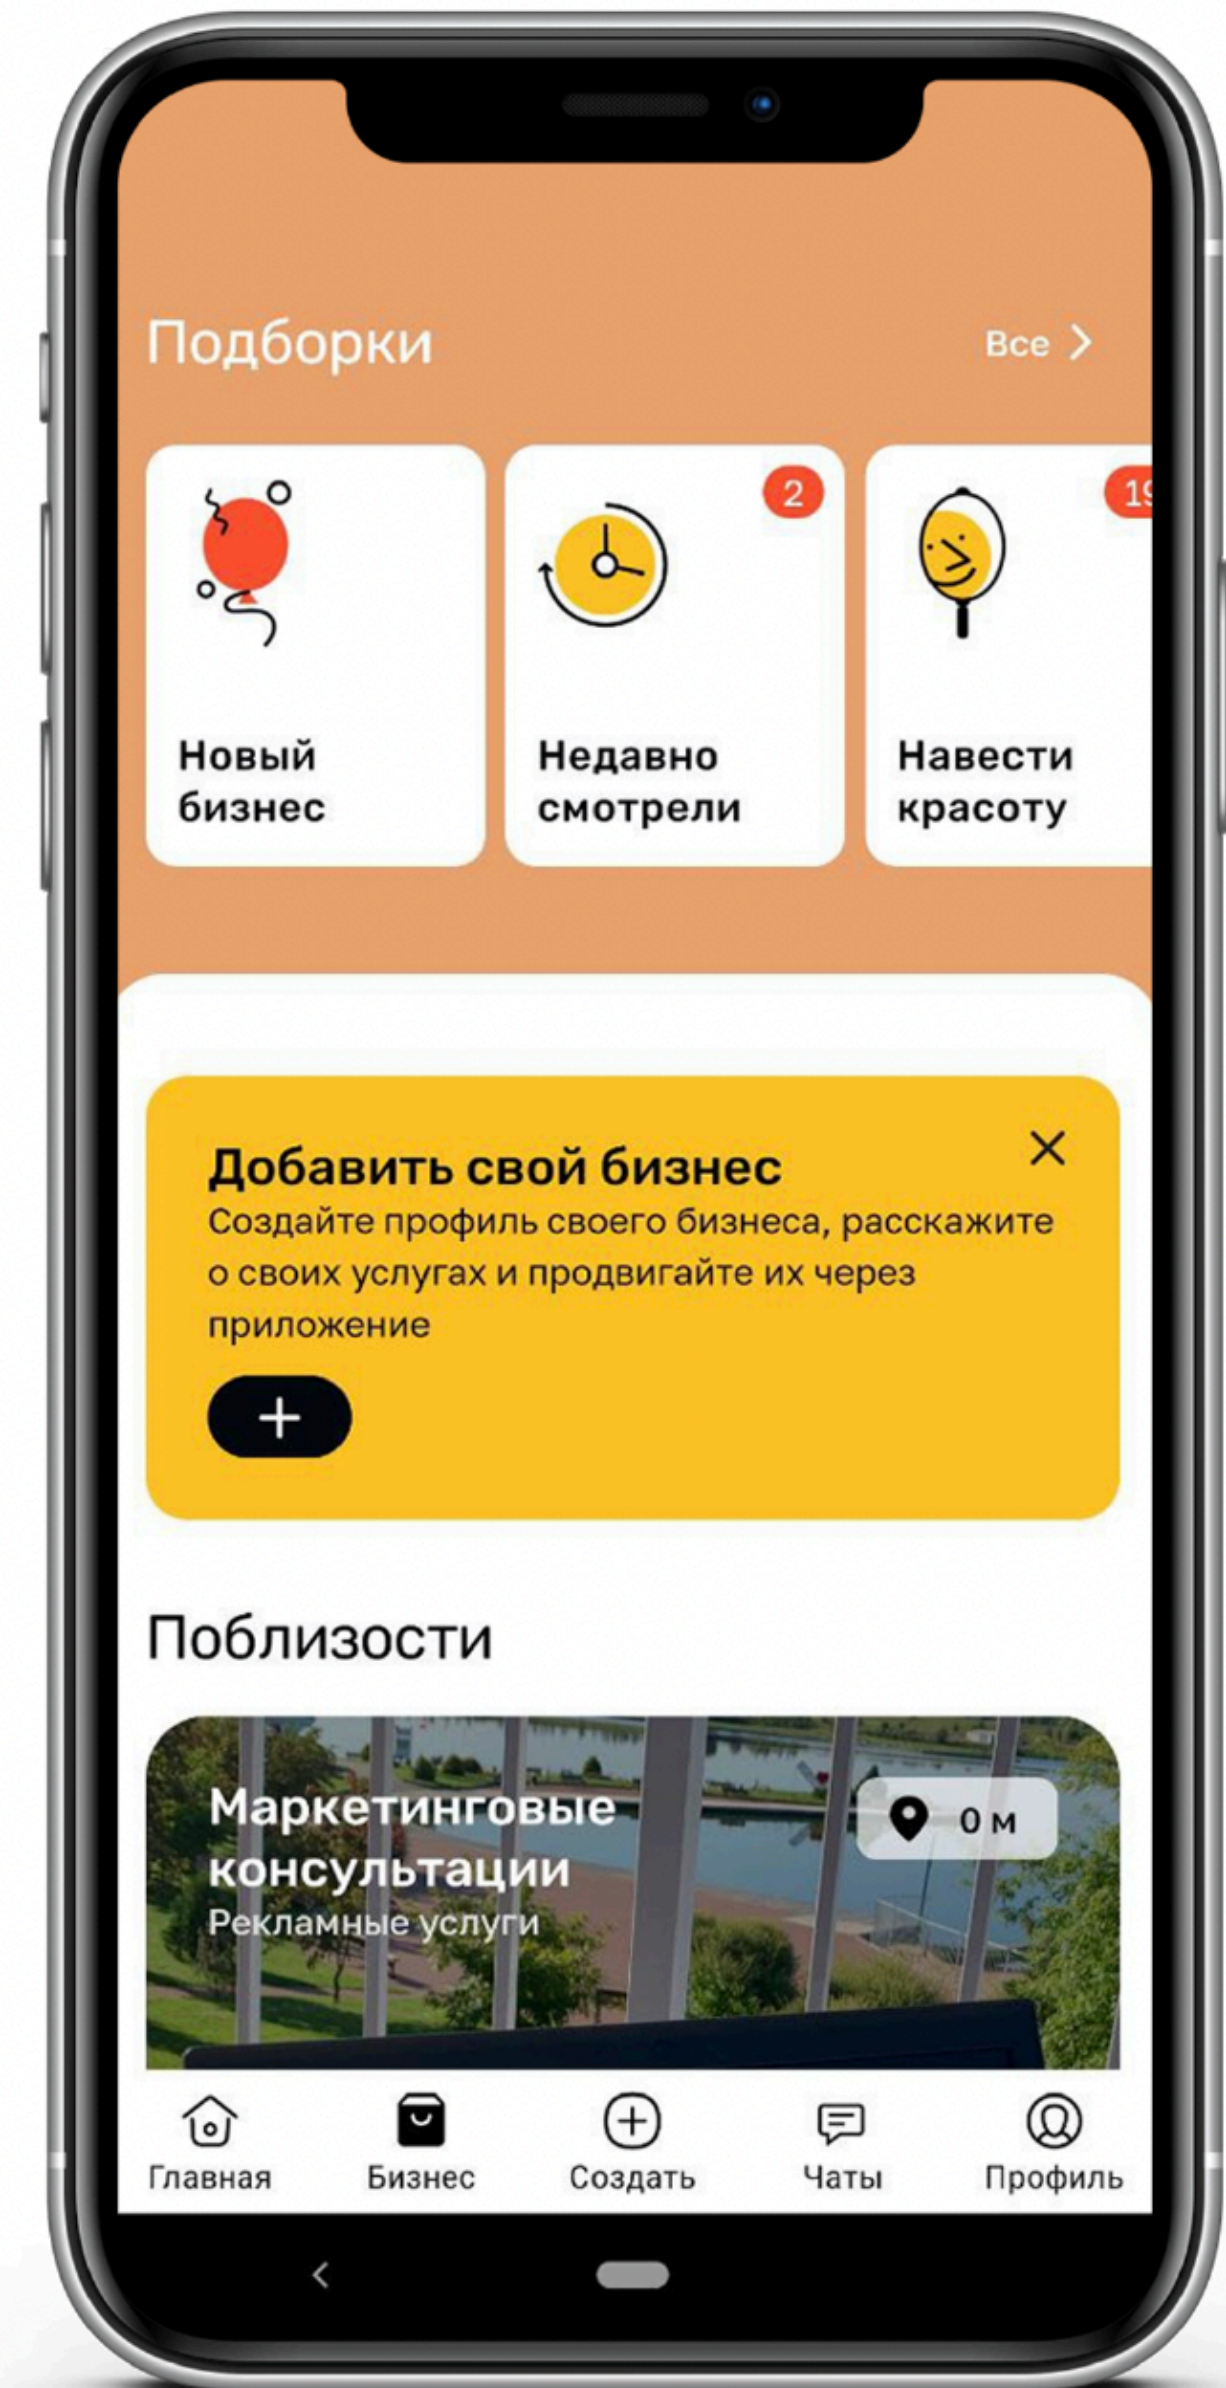 Подборки
Все
2
Новый
бизнес
Недавно
смотрели
Навести
красоту
Добавить свой бизнес
Создайте профиль своего бизнеса, расскажите
о своих услугах и продвигайте их через
приложение
Поблизости
Маркетинговые
консультации
0 м
Рекламные услуги
Главная
Бизнес
Создать
Чаты
Профиль